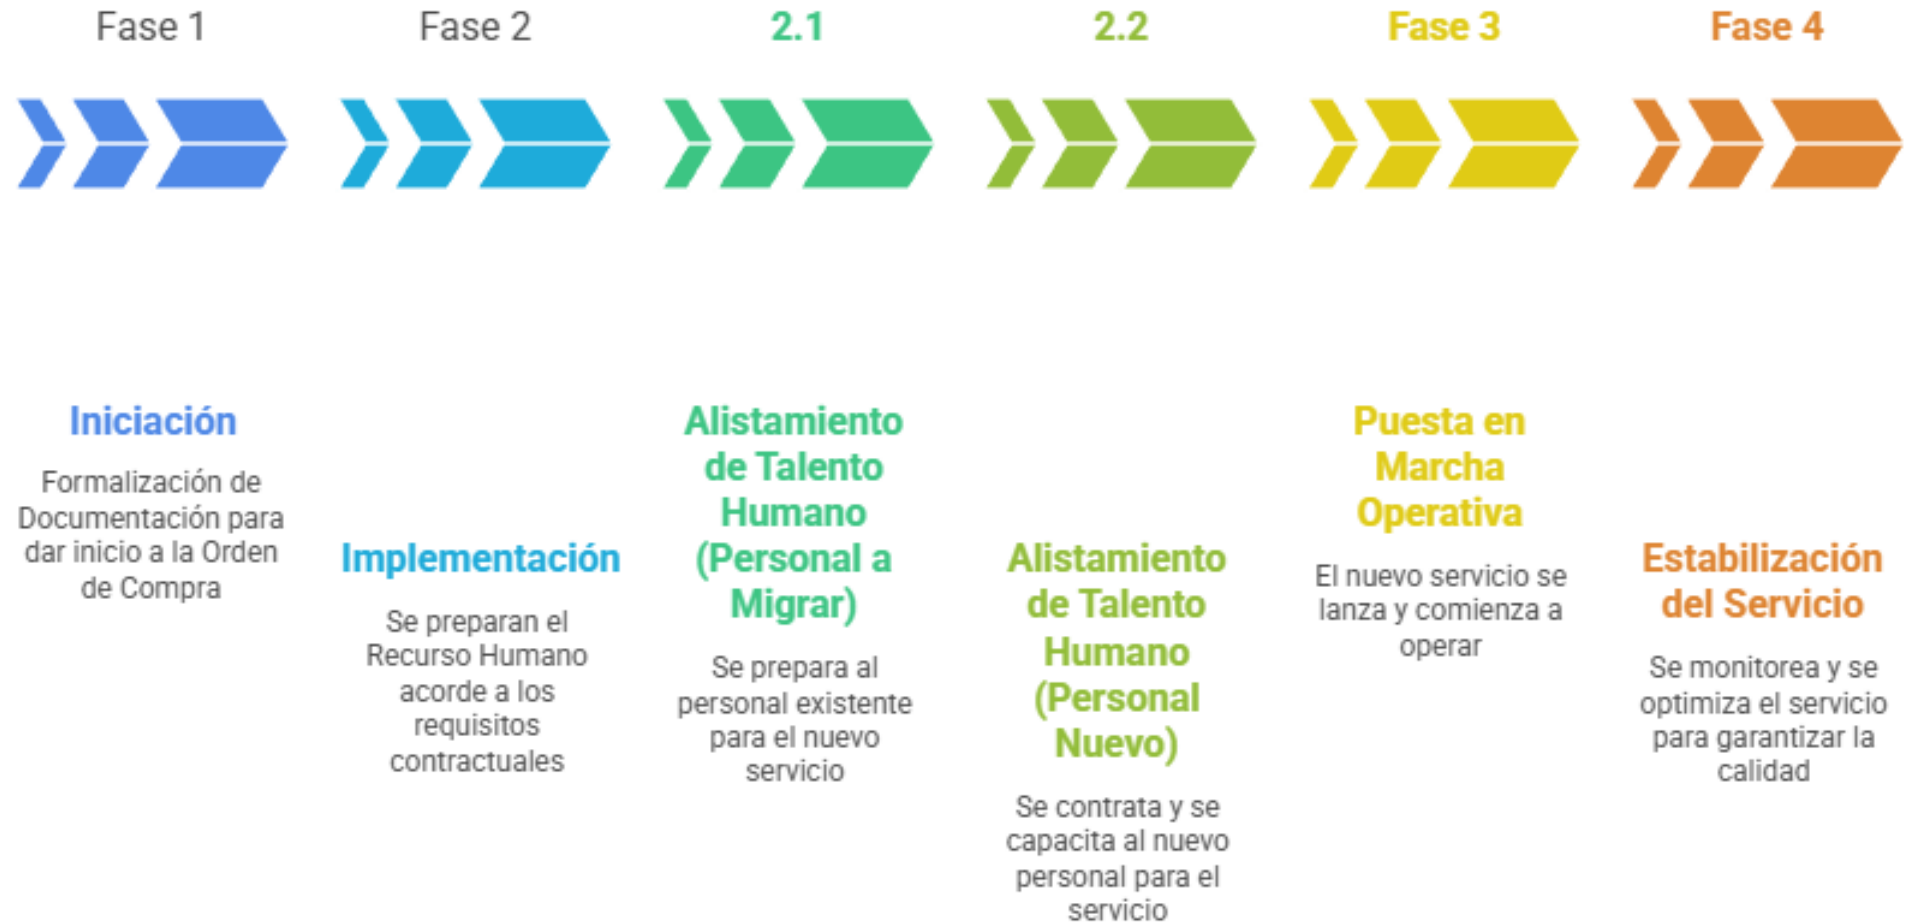 Fase 1
Fase 2
2.1
2.2
Fase 3
Fase 4
Iniciación
Formalización de
Documentación para
dar inicio a la Orden
de Compra
Implementación
Se preparan el
Recurso Humano
acorde a los
requisitos
contractuales
Alistamiento
de Talento
Humano
(Personal a
Migrar)
Se prepara al
personal existente
para el nuevo
servicio
Alistamiento
de Talento
Humano
(Personal
Nuevo)
Se contrata y se
capacita al nuevo
personal para el
servicio
Puesta en
Marcha
Operativa
El nuevo servicio se
lanza y comienza a
operar
Estabilización
del Servicio
Se monitorea y se
optimiza el servicio
para garantizar la
calidad